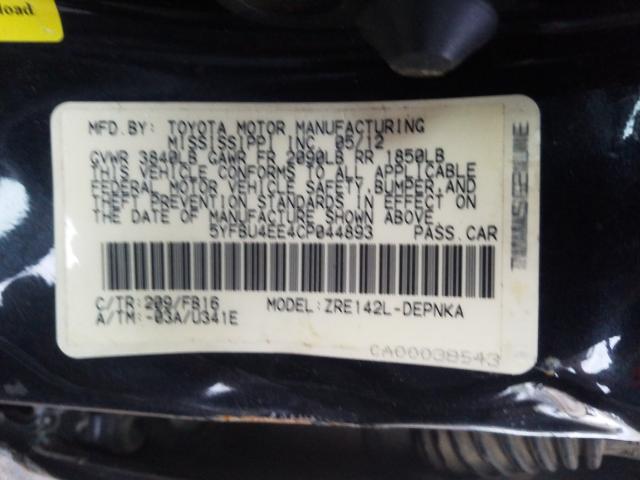 load
MFD.BY: TOYOTA MOTOR MANUFACTURING
MISSISSIPPI INC. 05/12
GVWR 3840LB GAWR FR 2090LB RR 1850LB
THIS VEHICLE CONFORMS TO ALL APPLICABLE
FEDERAL MOTOR VEHICLE SAFETY,BUMPER,AND
THEFT PREVENTION STANDARDS IN EFFECT ON
THE DATE OF MANUFACTURE SHOWN ABOVE.
5YFBU4EE4CP044893 PASS.CAR
C/TR:209/FB16 MODEL:ZRE142L-DEPNKA
A/TM:-03A/U341E
CA00038543